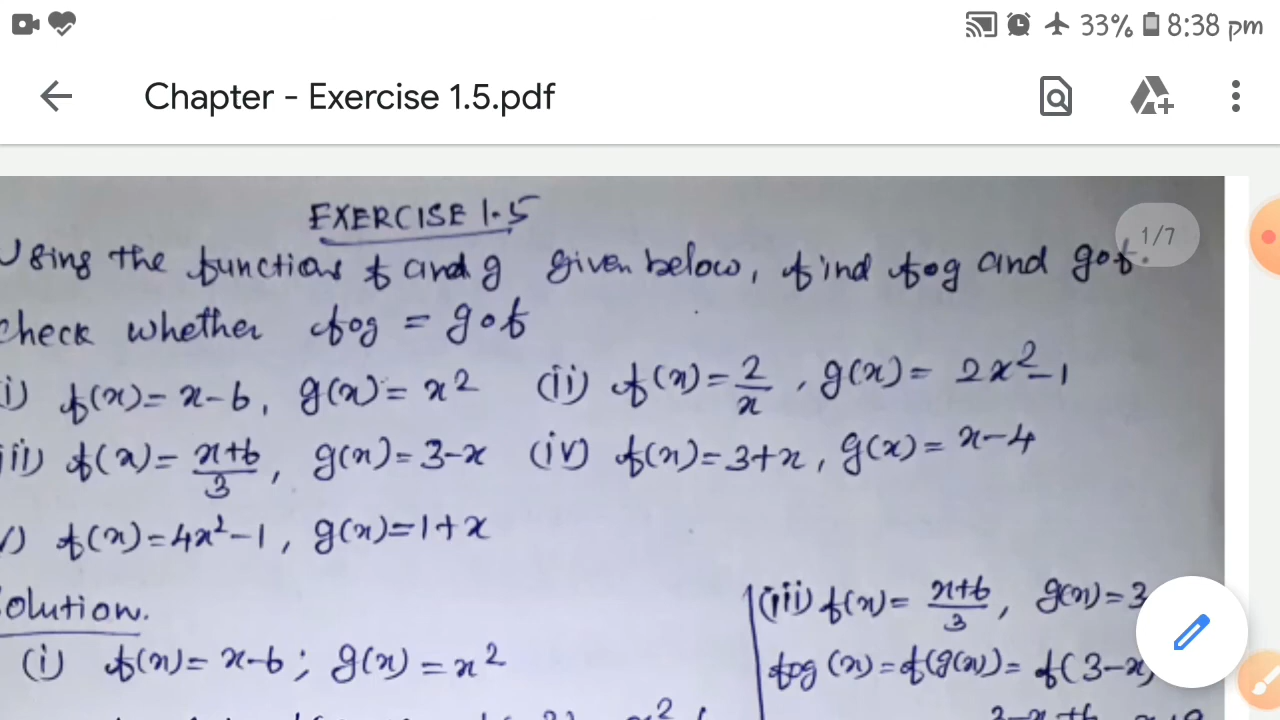 33% 8:38 pm
Chapter - Exercise 1.5.pdf
1/7
EXERCISE 1.5
Using the functions f and g given below, find fog and gof.
check whether fog = gof
i) f(x) = x-6, g(x) = x² (ii) f(x) = 2/x, g(x) = 2x²-1
iii) f(x) = x+6/3, g(x) = 3-x (iv) f(x) = 3+x, g(x) = x-4
v) f(x) = 4x²-1, g(x) = 1+x
olution.
(i) f(x) = x-6; g(x) = x²
(iii) f(x) = x+6/3, g(x) = 3
fog (x) = f(g(x)) = f(3-x)